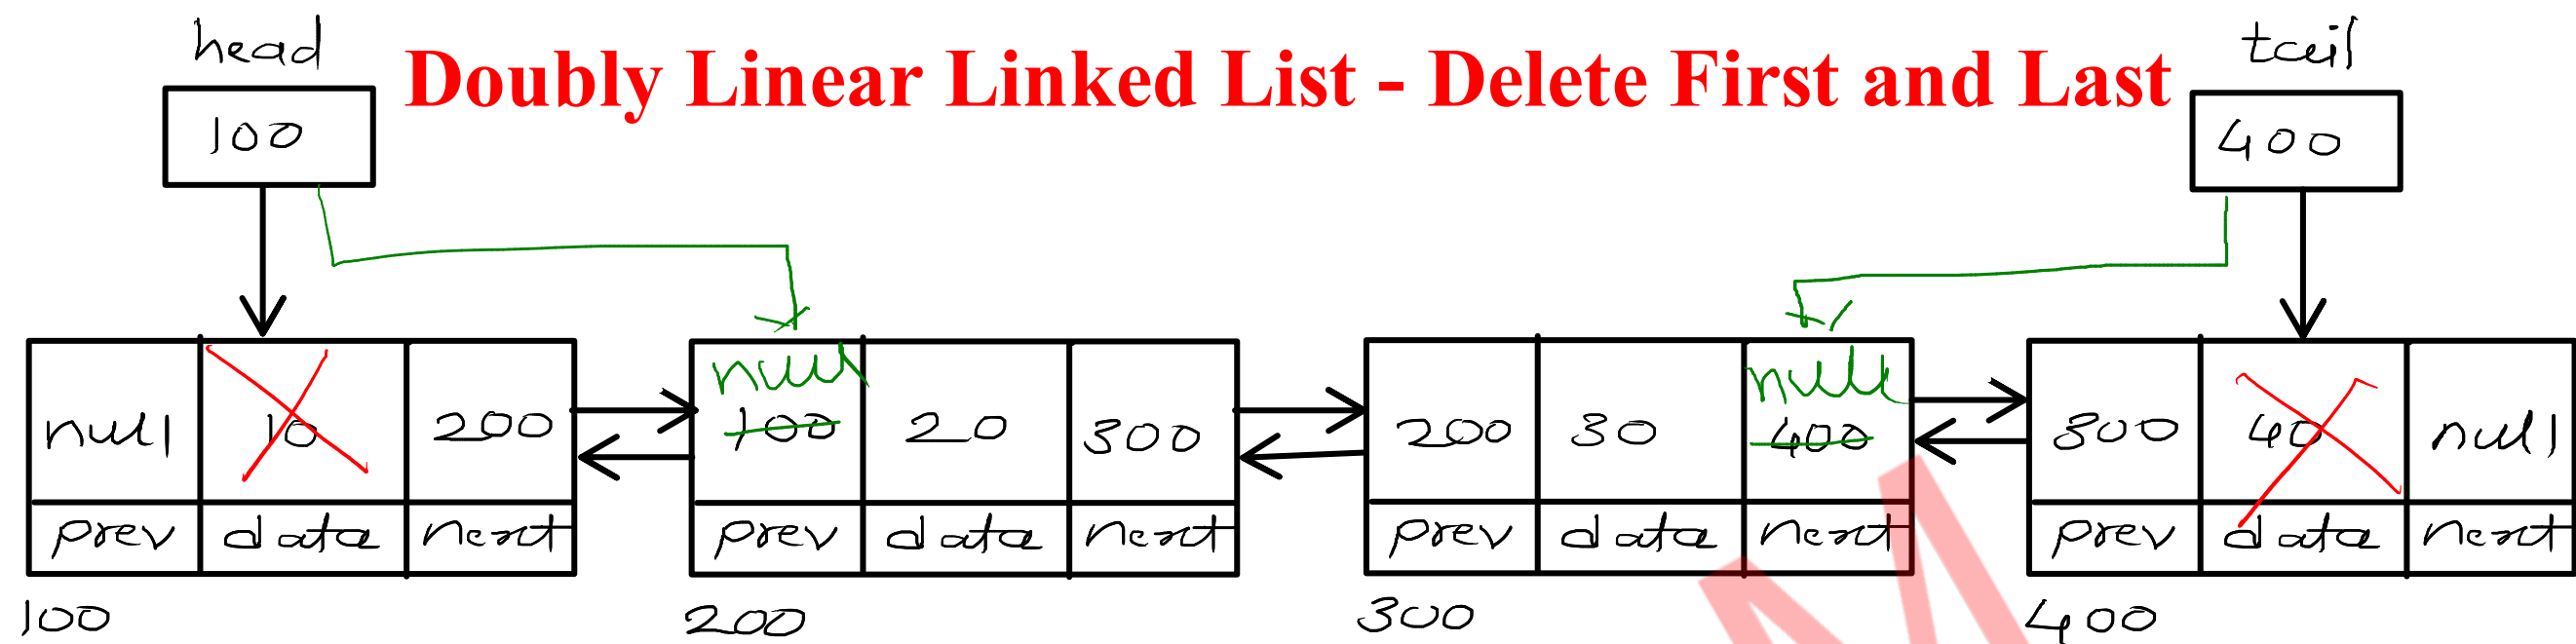 head
Doubly Linear Linked List - Delete First and Last
tail
100
400
null 10 200
null
100 20 300
200 30
null
400
300 40 null
prev data next
prev data next
prev data next
prev data next
100
200
300
400